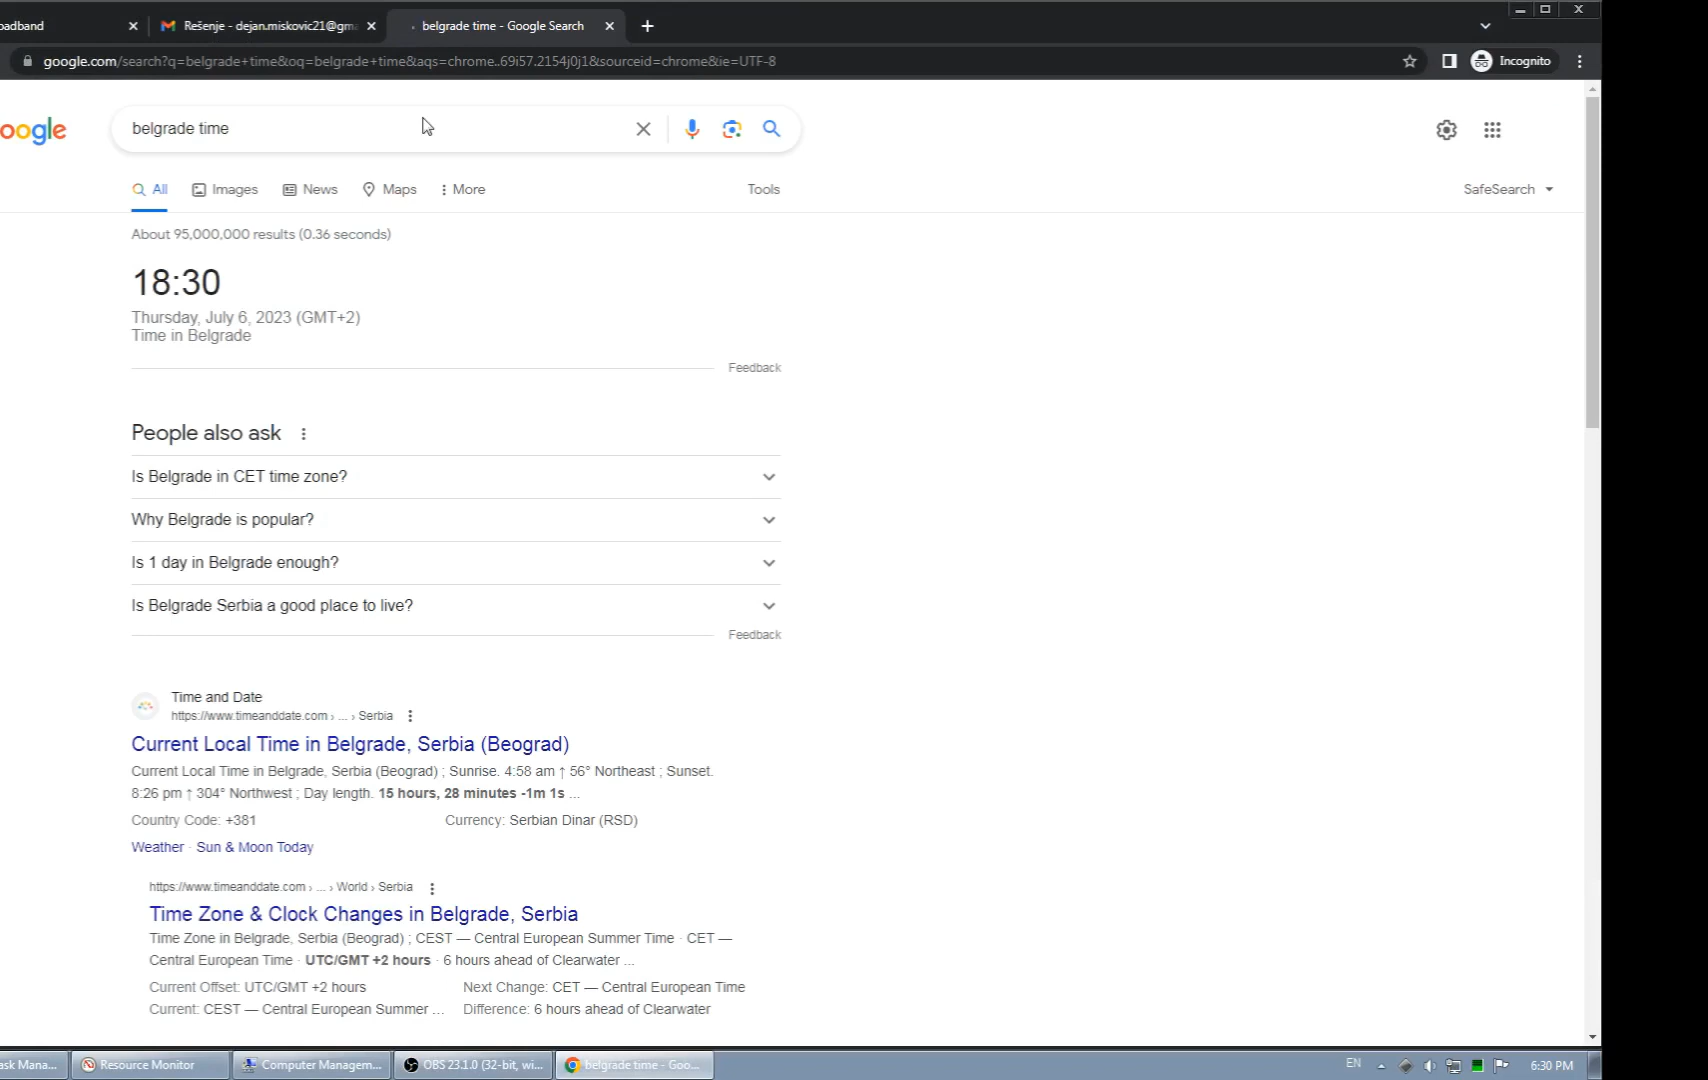 oadband
Rešenje - dejan.miskovic21@gm
belgrade time - Google Search
google.com/search?q=belgrade+time&oq=belgrade+time&aqs=chrome..69i57.2154j0j1&sourceid=chrome&ie=UTF-8
Incognito
oogle
belgrade time
All Images News Maps More Tools SafeSearch
About 95,000,000 results (0.36 seconds)
18:30
Thursday, July 6, 2023 (GMT+2)
Time in Belgrade
Feedback
People also ask
Is Belgrade in CET time zone?
Why Belgrade is popular?
Is 1 day in Belgrade enough?
Is Belgrade Serbia a good place to live?
Feedback
Time and Date
https://www.timeanddate.com › ... › Serbia
Current Local Time in Belgrade, Serbia (Beograd)
Current Local Time in Belgrade, Serbia (Beograd) ; Sunrise. 4:58 am ↑ 56° Northeast ; Sunset.
8:26 pm ↑ 304° Northwest ; Day length. 15 hours, 28 minutes -1m 1s ...
Country Code: +381 Currency: Serbian Dinar (RSD)
Weather · Sun & Moon Today
https://www.timeanddate.com › ... › World › Serbia
Time Zone & Clock Changes in Belgrade, Serbia
Time Zone in Belgrade, Serbia (Beograd) ; CEST — Central European Summer Time · CET —
Central European Time · UTC/GMT +2 hours · 6 hours ahead of Clearwater ...
Current Offset: UTC/GMT +2 hours Next Change: CET — Central European Time
Current: CEST — Central European Summer ... Difference: 6 hours ahead of Clearwater
ask Mana... Resource Monitor Computer Managem... OBS 23.1.0 (32-bit, wi... belgrade time - Goo... EN 6:30 PM